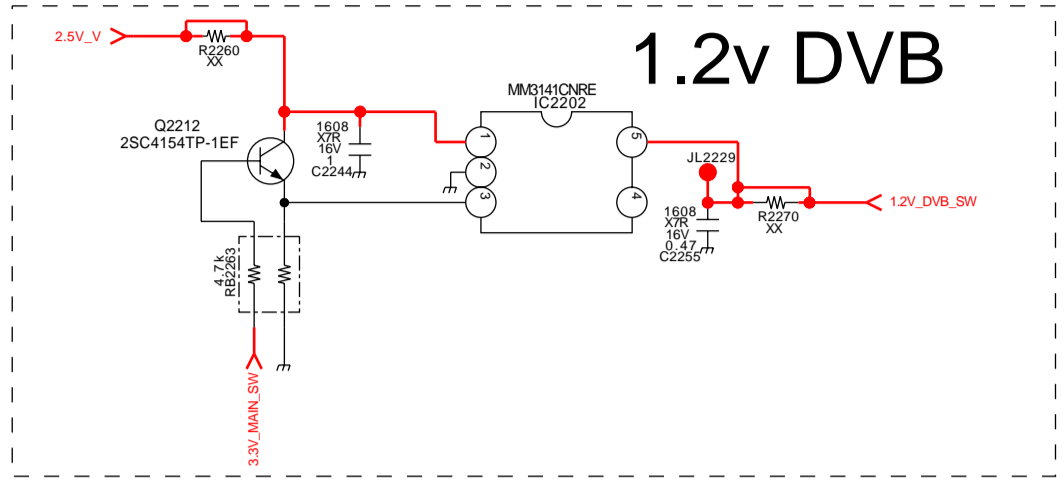 1.2v DVB
2.5V_V
R2260
XX
MM3141CNRE
IC2202
Q2212
2SC4154TP-1EF
1608
X7R
16V
1
C2244
1
2
3
5
4
JL2229
1.2V_DVB_SW
R2270
XX
1608
X7R
16V
0.47
C2255
4.7k
RB2263
3.3V_MAIN_SW